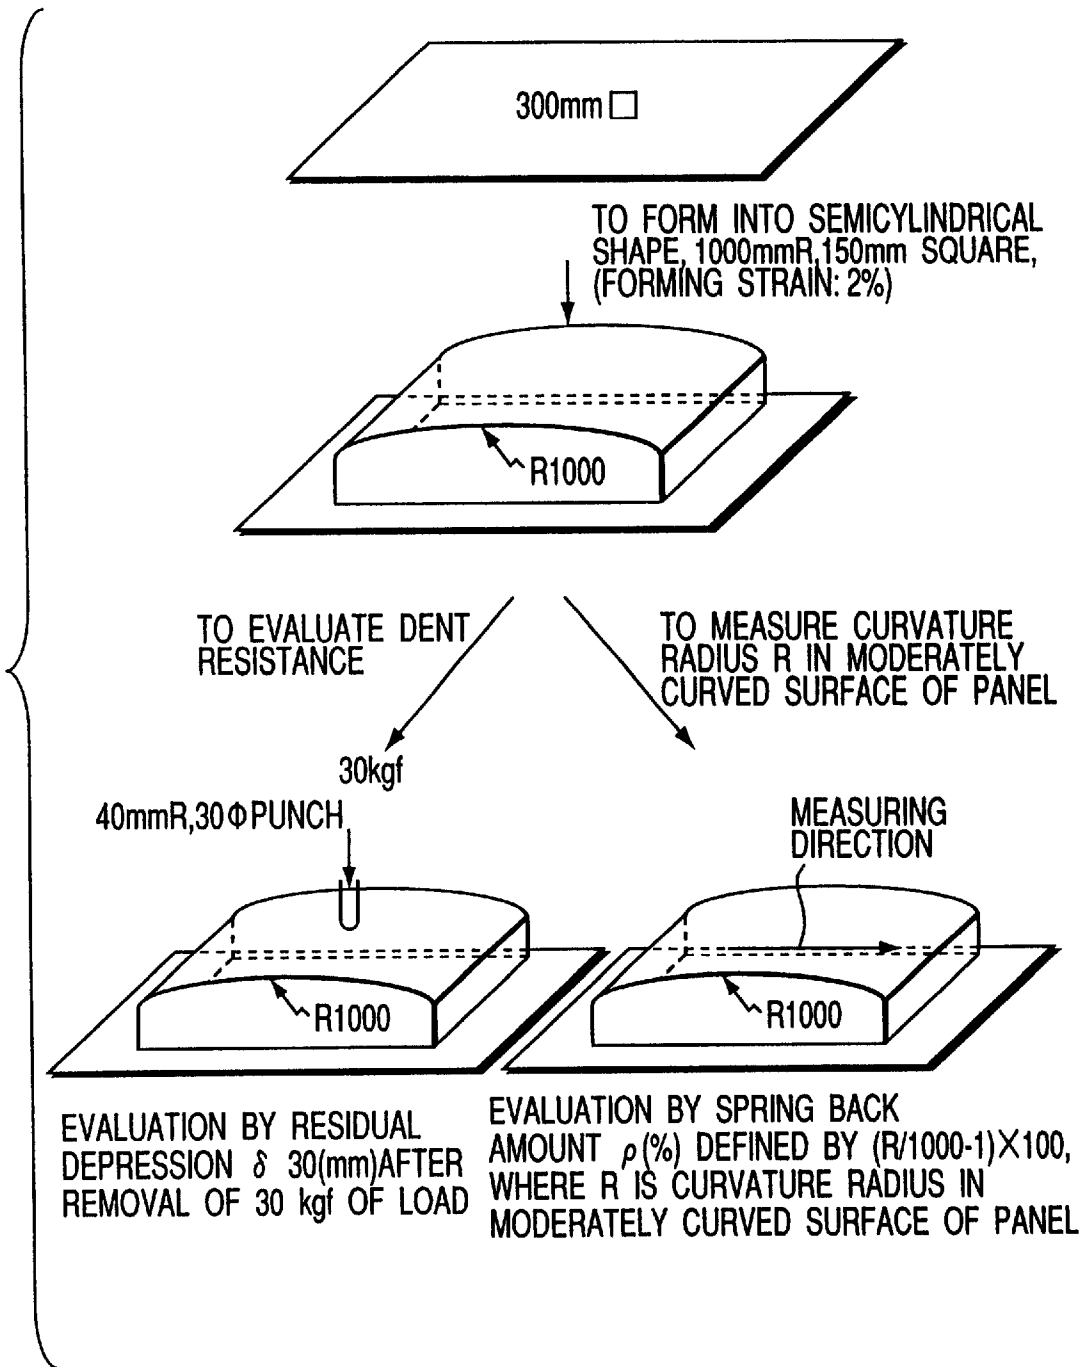 300mm □
TO FORM INTO SEMICYLINDRICAL
SHAPE, 1000mmR,150mm SQUARE,
(FORMING STRAIN: 2%)
R1000
TO EVALUATE DENT
RESISTANCE
TO MEASURE CURVATURE
RADIUS R IN MODERATELY
CURVED SURFACE OF PANEL
30kgf
40mmR,30ΦPUNCH
R1000
EVALUATION BY RESIDUAL
DEPRESSION δ 30(mm)AFTER
REMOVAL OF 30 kgf OF LOAD
MEASURING
DIRECTION
R1000
EVALUATION BY SPRING BACK
AMOUNT ρ(%) DEFINED BY (R/1000-1)X100,
WHERE R IS CURVATURE RADIUS IN
MODERATELY CURVED SURFACE OF PANEL